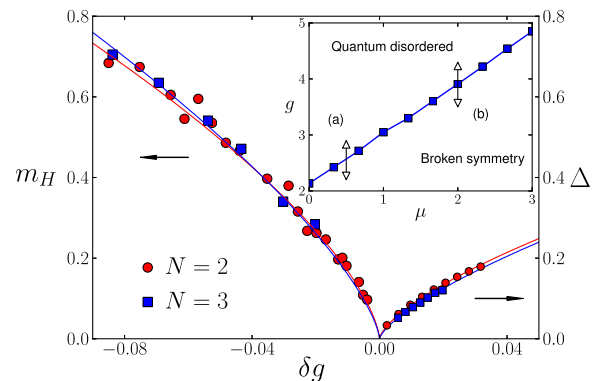 0.8
0.6
0.4
0.2
0.0
m_H
−0.08
−0.04
0.00
0.04
δg
0.8
0.6
0.4
0.2
0.0
Δ
N = 2
N = 3
5
4
3
2
g
0
1
2
3
μ
Quantum disordered
(a)
(b)
Broken symmetry